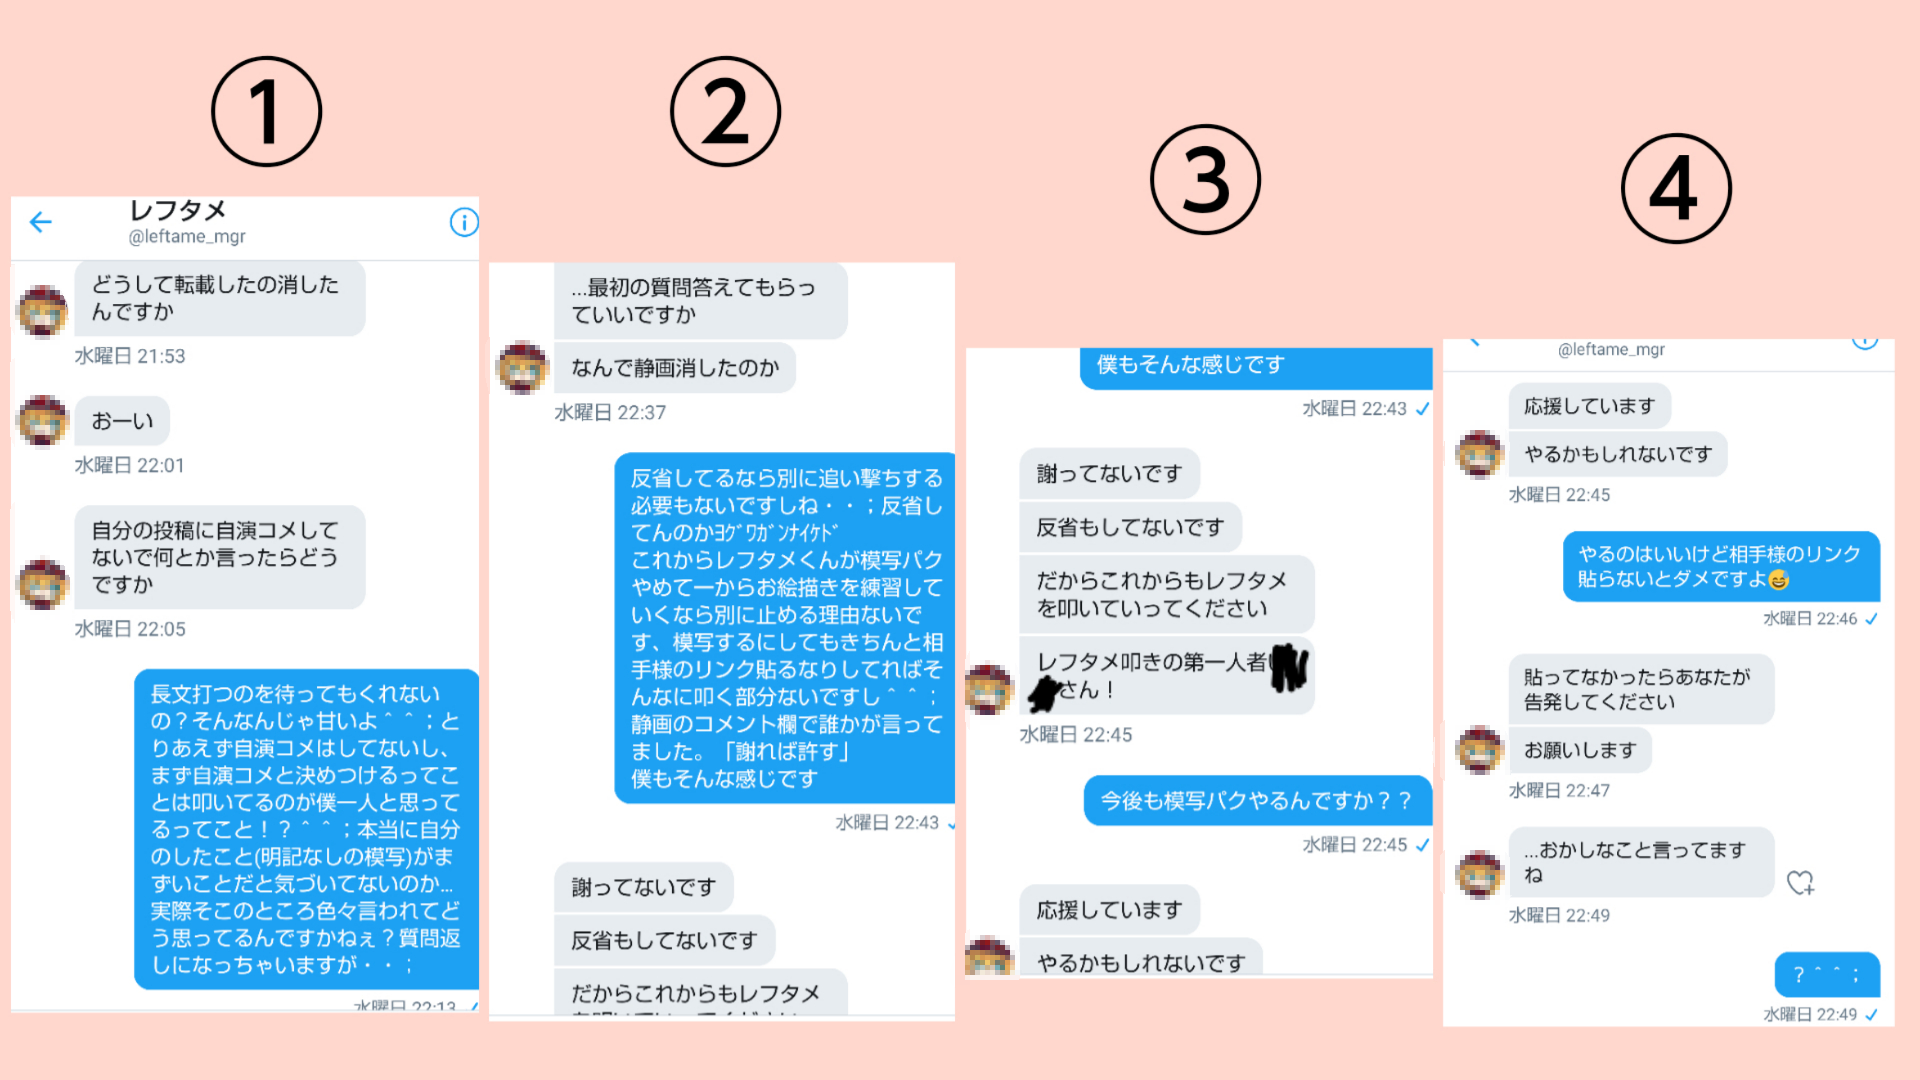 ①
レフタメ
@leftame_mgr
どうして転載したの消した
んですか
水曜日 21:53
おーい
水曜日 22:01
自分の投稿に自演コメして
ないで何とか言ったらどう
ですか
水曜日 22:05
長文打つのを待ってもくれない
の？そんなんじゃ甘いよ＾＾；と
りあえず自演コメはしてないし、
まず自演コメと決めつけるってこ
とは叩いてるのが僕一人と思って
るってこと！？＾＾；本当に自分
のしたこと(明記なしの模写)がま
ずいことだと気づいてないのか...
実際そこのところ色々言われてど
う思ってるんですかねぇ？質問返
しになっちゃいますが・・；
水曜日 22:13
②
...最初の質問答えてもらっ
ていいですか
なんで静画消したのか
水曜日 22:37
反省してるなら別に追い撃ちする
必要もないですしね・・；反省し
てんのかﾖｸﾞﾜｶﾞﾝﾅｲｹﾄﾞ
これからレフタメくんが模写パク
やめて一からお絵描きを練習して
いくなら別に止める理由ないで
す、模写するにしてもきちんと相
手様のリンク貼るなりしてればそ
んなに叩く部分ないですし＾＾；
静画のコメント欄で誰かが言って
ました。「謝れば許す」
僕もそんな感じです
水曜日 22:43
謝ってないです
反省もしてないです
だからこれからもレフタメ
③
僕もそんな感じです
水曜日 22:43
謝ってないです
反省もしてないです
だからこれからもレフタメ
を叩いていってください
レフタメ叩きの第一人者
さん！
水曜日 22:45
今後も模写パクやるんですか？？
水曜日 22:45
応援しています
やるかもしれないです
④
@leftame_mgr
応援しています
やるかもしれないです
水曜日 22:45
やるのはいいけど相手様のリンク
貼らないとダメですよ😅
水曜日 22:46
貼ってなかったらあなたが
告発してください
お願いします
水曜日 22:47
...おかしなこと言ってます
ね
水曜日 22:49
？＾＾；
水曜日 22:49